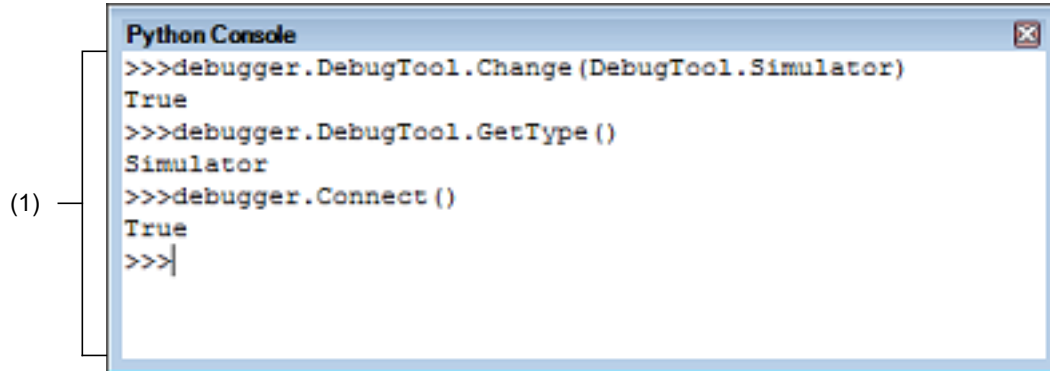 Python Console
>>>debugger.DebugTool.Change(DebugTool.Simulator)
True
>>>debugger.DebugTool.GetType()
Simulator
>>>debugger.Connect()
True
>>>
(1)